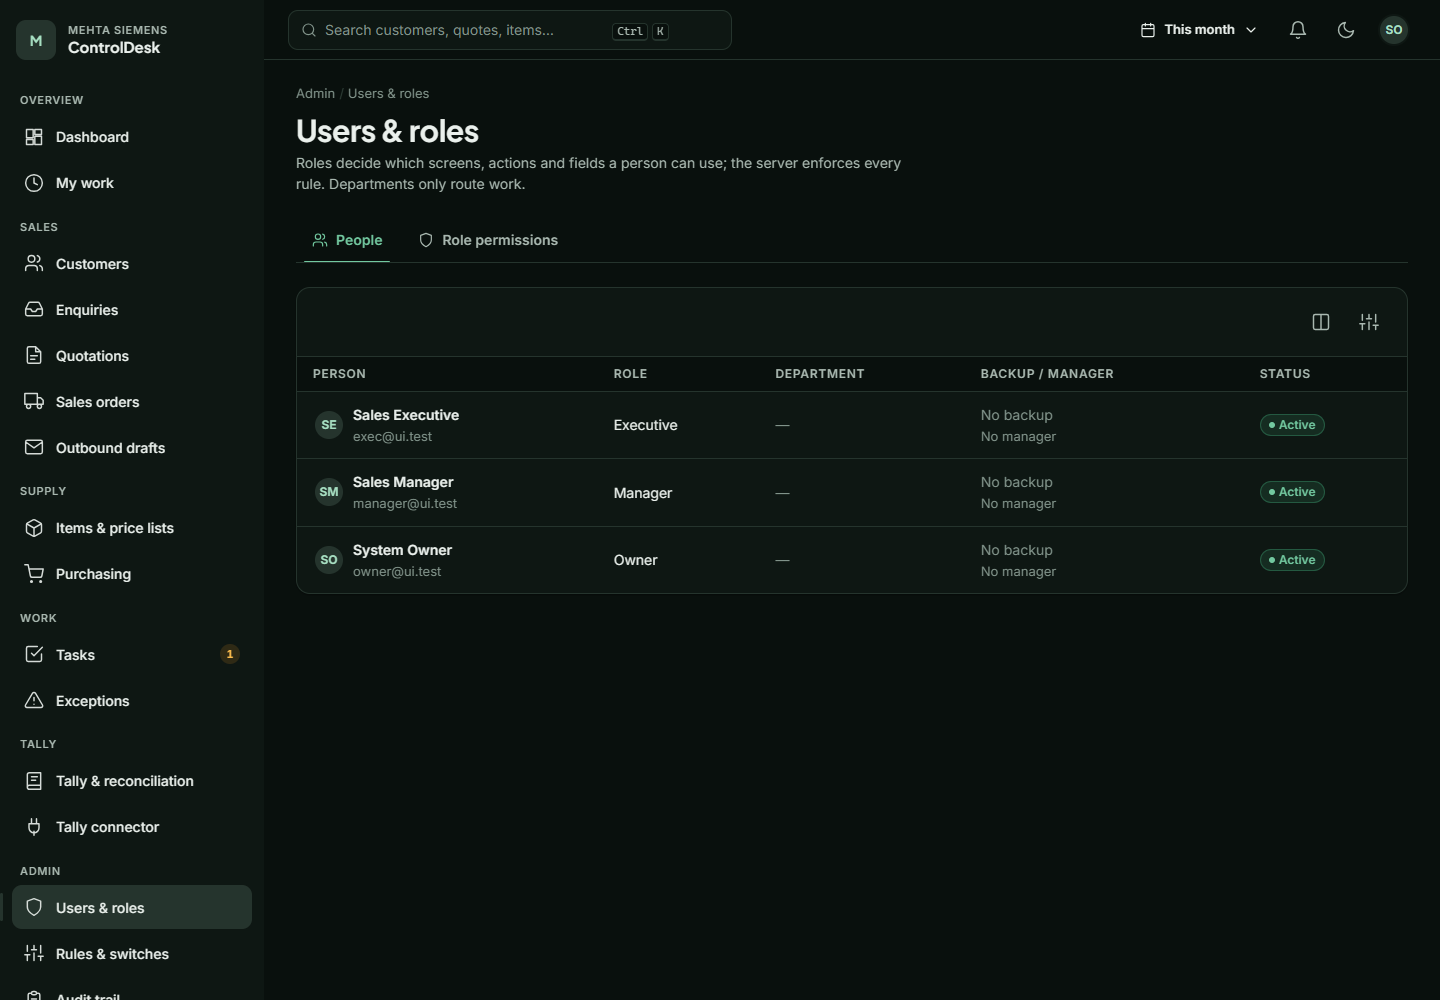 M
MEHTA SIEMENS
ControlDesk
Search customers, quotes, items...
Ctrl K
This month
SO
OVERVIEW
Dashboard
My work
SALES
Customers
Enquiries
Quotations
Sales orders
Outbound drafts
SUPPLY
Items & price lists
Purchasing
WORK
Tasks 1
Exceptions
TALLY
Tally & reconciliation
Tally connector
ADMIN
Users & roles
Rules & switches
Audit trail
Admin / Users & roles
Users & roles
Roles decide which screens, actions and fields a person can use; the server enforces every
rule. Departments only route work.
People Role permissions
PERSON ROLE DEPARTMENT BACKUP / MANAGER STATUS
SE Sales Executive Executive — No backup Active
exec@ui.test No manager
SM Sales Manager Manager — No backup Active
manager@ui.test No manager
SO System Owner Owner — No backup Active
owner@ui.test No manager